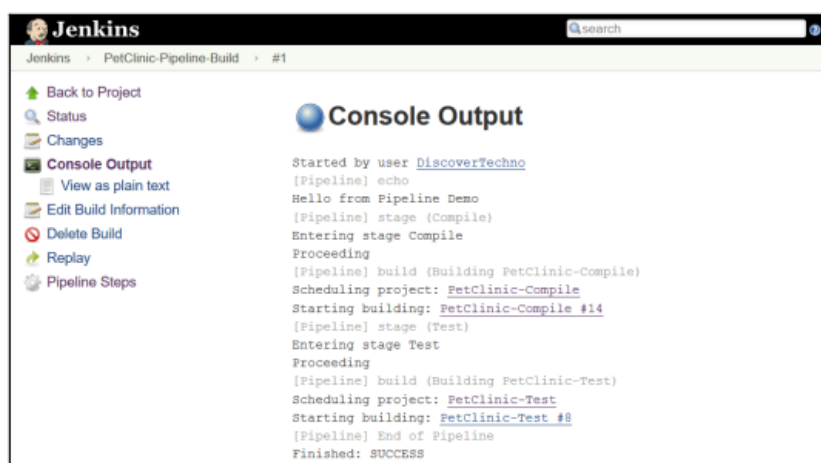 Jenkins
search
Jenkins PetClinic-Pipeline-Build #1
Back to Project
Status
Changes
Console Output
View as plain text
Edit Build Information
Delete Build
Replay
Pipeline Steps
Console Output
Started by user DiscoverTechno
[Pipeline] echo
Hello from Pipeline Demo
[Pipeline] stage (Compile)
Entering stage Compile
Proceeding
[Pipeline] build (Building PetClinic-Compile)
Scheduling project: PetClinic-Compile
Starting building: PetClinic-Compile #14
[Pipeline] stage (Test)
Entering stage Test
Proceeding
[Pipeline] build (Building PetClinic-Test)
Scheduling project: PetClinic-Test
Starting building: PetClinic-Test #8
[Pipeline] End of Pipeline
Finished: SUCCESS